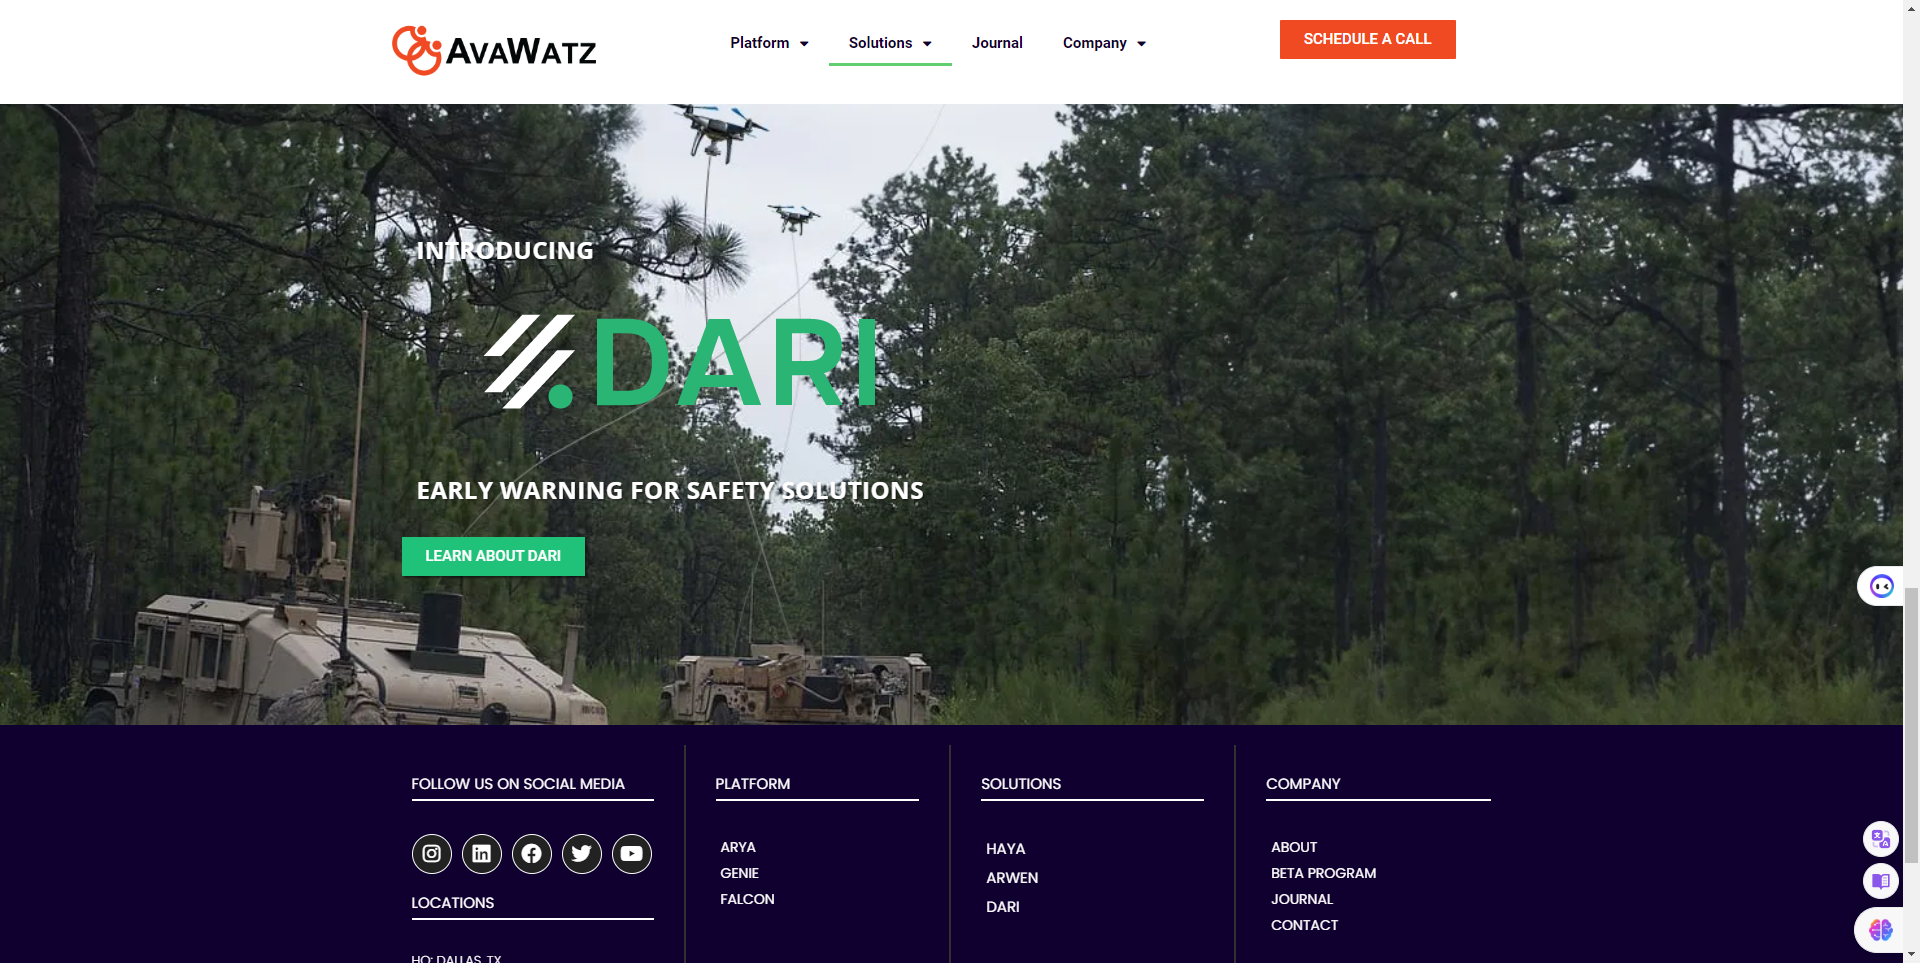 AVAWATZ
Platform
Solutions
Journal
Company
SCHEDULE A CALL
INTRODUCING
DARI
EARLY WARNING FOR SAFETY SOLUTIONS
LEARN ABOUT DARI
FOLLOW US ON SOCIAL MEDIA
LOCATIONS
HQ: DALLAS, TX
PLATFORM
ARYA
GENIE
FALCON
SOLUTIONS
HAYA
ARWEN
DARI
COMPANY
ABOUT
BETA PROGRAM
JOURNAL
CONTACT